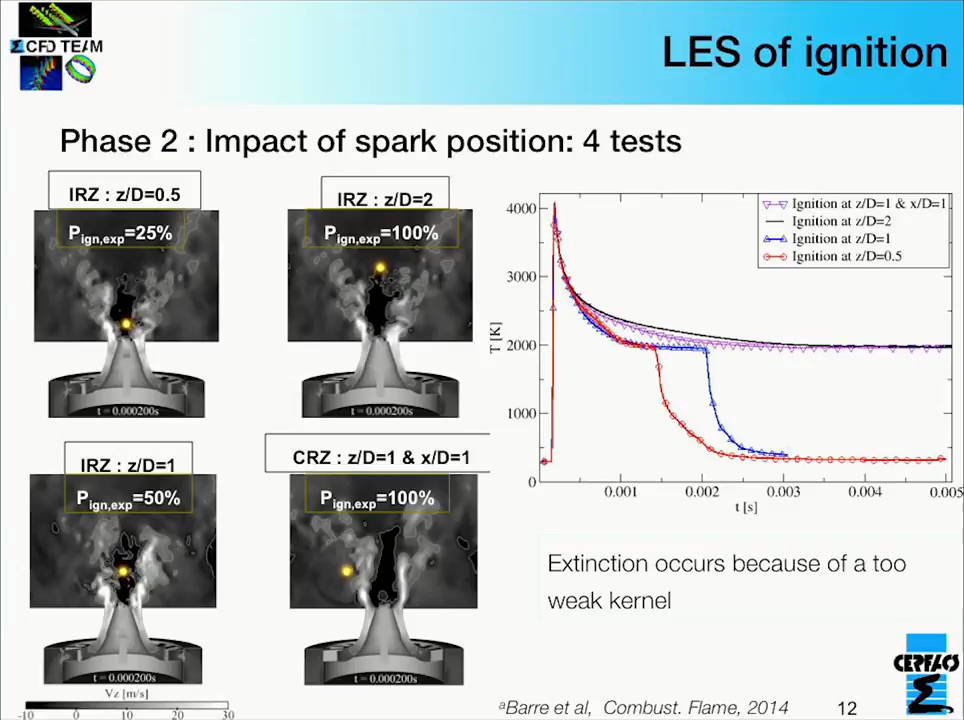 CFD TEAM
LES of ignition
Phase 2 : Impact of spark position: 4 tests
IRZ : z/D=0.5
Pign,exp=25%
t = 0.000200s
IRZ : z/D=2
Pign,exp=100%
t = 0.000200s
IRZ : z/D=1
Pign,exp=50%
t = 0.000200s
CRZ : z/D=1 & x/D=1
Pign,exp=100%
t = 0.000200s
Vz [m/s]
-10 0 10 20 30
Ignition at z/D=1 & x/D=1
Ignition at z/D=2
Ignition at z/D=1
Ignition at z/D=0.5
T [K]
4000
3000
2000
1000
0
0.001 0.002 0.003 0.004 0.005
t [s]
Extinction occurs because of a too
weak kernel
CERFACS
aBarre et al, Combust. Flame, 2014
12